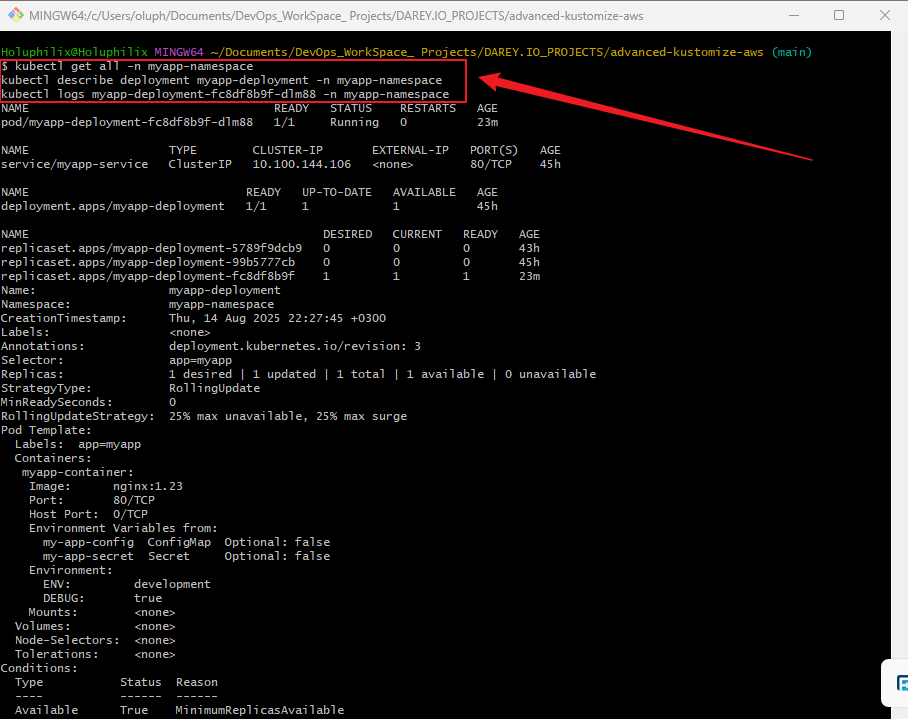 MINGW64:/c/Users/oluph/Documents/DevOps_WorkSpace_ Projects/DAREY.IO_PROJECTS/advanced-kustomize-aws
Holuphilix@Holuphilix MINGW64 ~/Documents/DevOps_WorkSpace_ Projects/DAREY.IO_PROJECTS/advanced-kustomize-aws (main)
$ kubectl get all -n myapp-namespace
kubectl describe deployment myapp-deployment -n myapp-namespace
kubectl logs myapp-deployment-fc8df8b9f-dlm88 -n myapp-namespace
NAME                                   READY   STATUS    RESTARTS   AGE
pod/myapp-deployment-fc8df8b9f-dlm88   1/1     Running   0          23m
NAME                    TYPE        CLUSTER-IP       EXTERNAL-IP   PORT(S)   AGE
service/myapp-service   ClusterIP   10.100.144.106   <none>        80/TCP    45h
NAME                               READY   UP-TO-DATE   AVAILABLE   AGE
deployment.apps/myapp-deployment   1/1     1            1           45h
NAME                                          DESIRED   CURRENT   READY   AGE
replicaset.apps/myapp-deployment-5789f9dcb9   0         0         0       43h
replicaset.apps/myapp-deployment-99b5777cb    0         0         0       45h
replicaset.apps/myapp-deployment-fc8df8b9f    1         1         1       23m
Name:                   myapp-deployment
Namespace:              myapp-namespace
CreationTimestamp:      Thu, 14 Aug 2025 22:27:45 +0300
Labels:                 <none>
Annotations:            deployment.kubernetes.io/revision: 3
Selector:               app=myapp
Replicas:               1 desired | 1 updated | 1 total | 1 available | 0 unavailable
StrategyType:           RollingUpdate
MinReadySeconds:        0
RollingUpdateStrategy:  25% max unavailable, 25% max surge
Pod Template:
  Labels:  app=myapp
  Containers:
   myapp-container:
    Image:      nginx:1.23
    Port:       80/TCP
    Host Port:  0/TCP
    Environment Variables from:
      my-app-config  ConfigMap  Optional: false
      my-app-secret  Secret     Optional: false
    Environment:
      ENV:         development
      DEBUG:       true
    Mounts:        <none>
  Volumes:         <none>
  Node-Selectors:  <none>
  Tolerations:     <none>
Conditions:
  Type           Status  Reason
  ----           ------  ------
  Available      True    MinimumReplicasAvailable